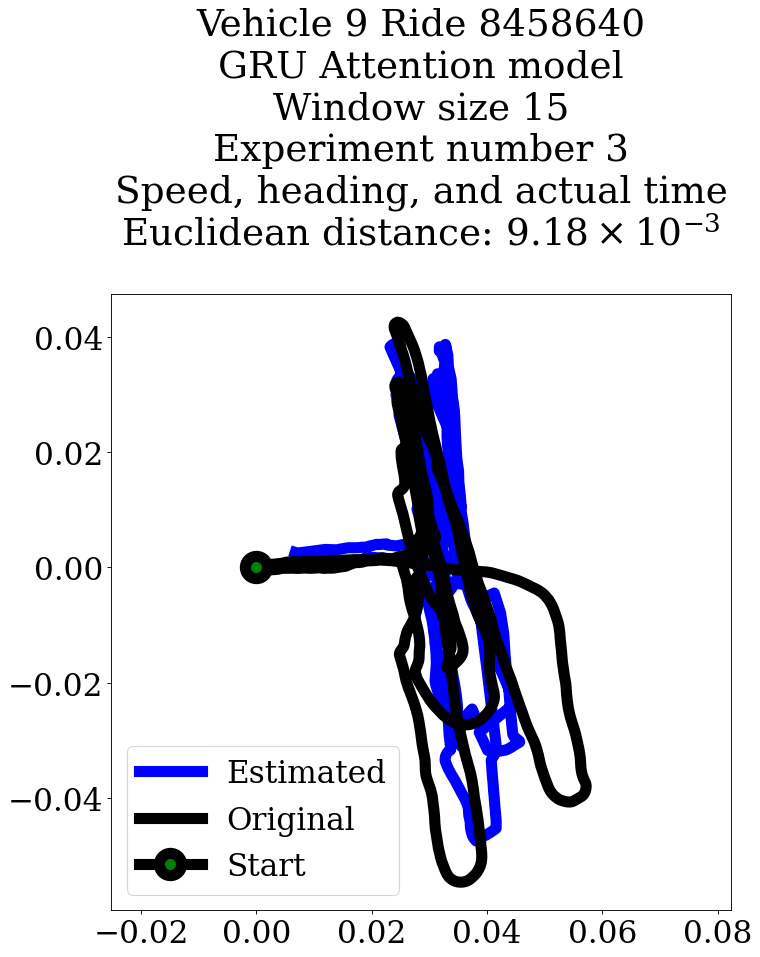 Vehicle 9 Ride 8458640
GRU Attention model
Window size 15
Experiment number 3
Speed, heading, and actual time
Euclidean distance: 9.18 × 10⁻³
0.04
0.02
0.00
−0.02
−0.04
Estimated
Original
Start
−0.02 0.00 0.02 0.04 0.06 0.08